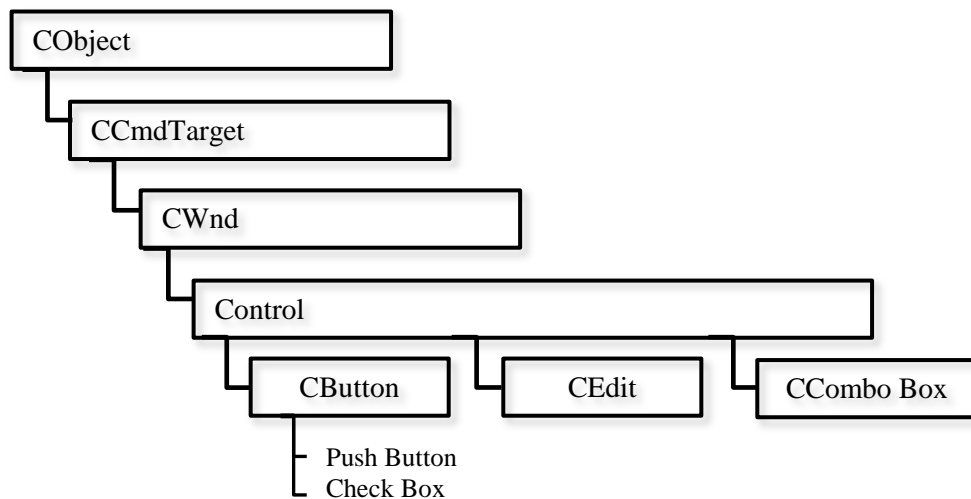 CObject
CCmdTarget
CWnd
Control
CButton
CEdit
CCombo Box
Push Button
Check Box